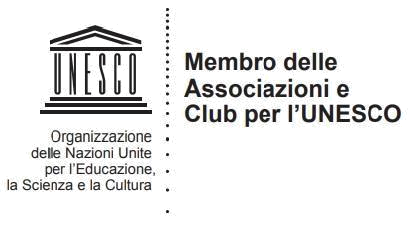 UNESCO
Organizzazione
delle Nazioni Unite
per l'Educazione,
la Scienza e la Cultura
Membro delle
Associazioni e
Club per l'UNESCO